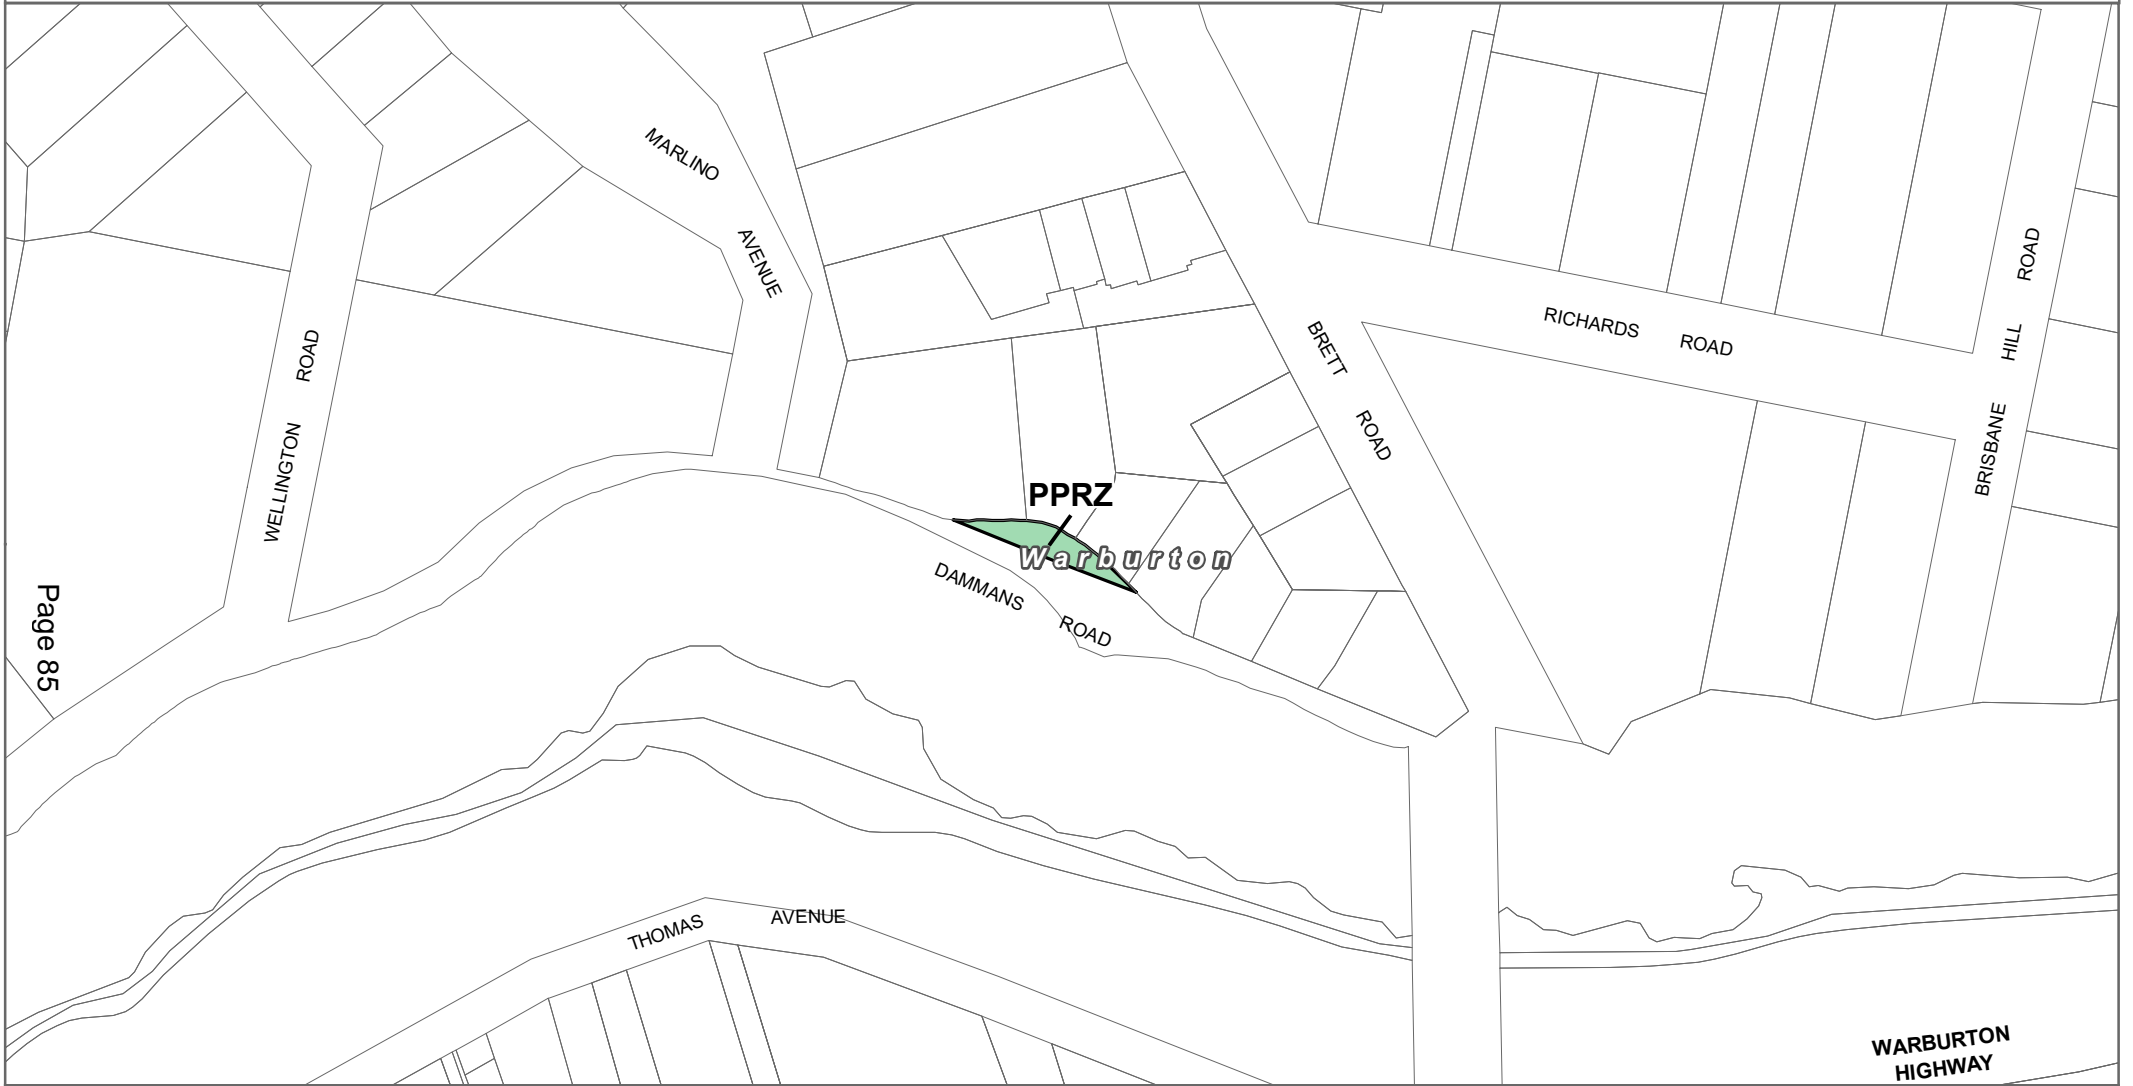 MARLINO
AVENUE
WELLINGTON ROAD
BRETT ROAD
RICHARDS ROAD
BRISBANE HILL ROAD
PPRZ
Warburton
DAMMANS ROAD
Page 85
THOMAS AVENUE
WARBURTON
HIGHWAY